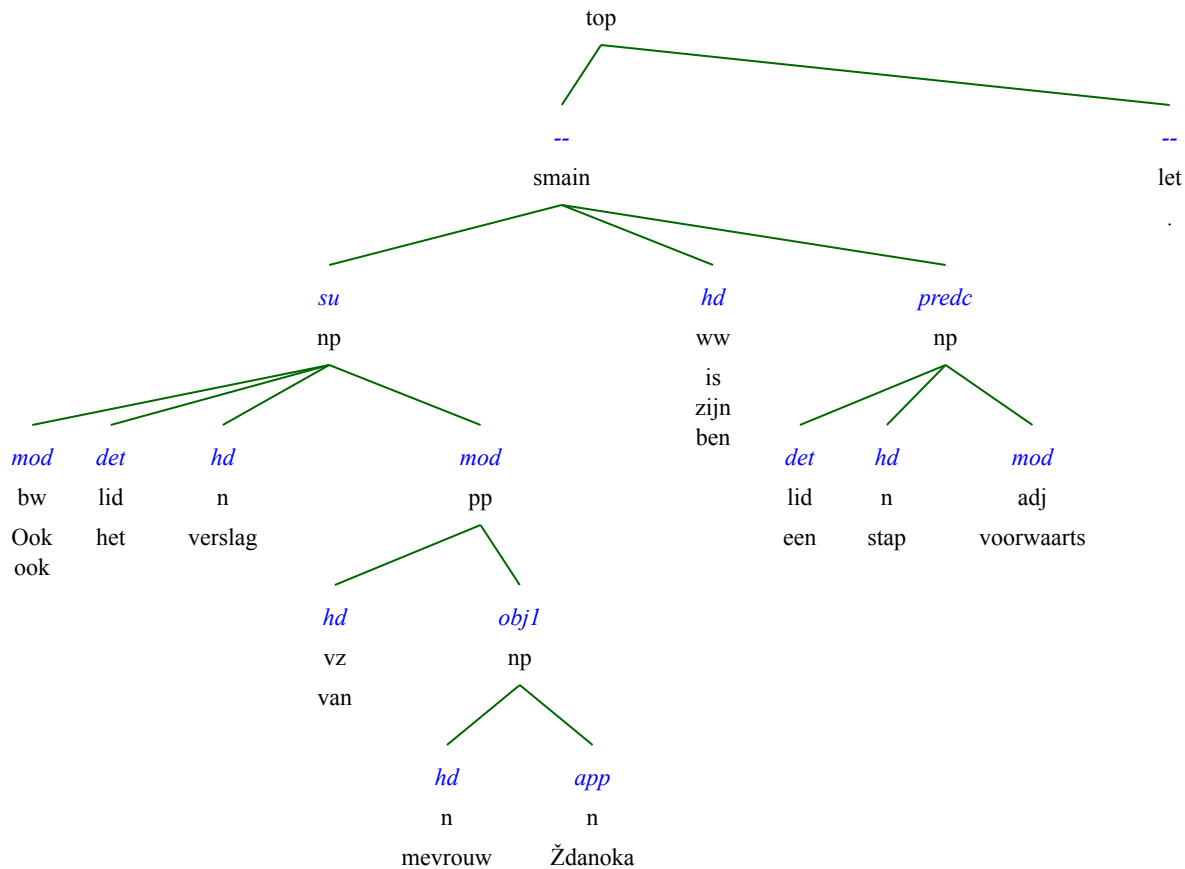 top
-- --
smain let
.
su hd predc
np ww np
is
zijn
ben
mod det hd mod det hd mod
bw lid n pp lid n adj
Ook het verslag een stap voorwaarts
ook
hd obj1
vz np
van
hd app
n n
mevrouw Ždanoka